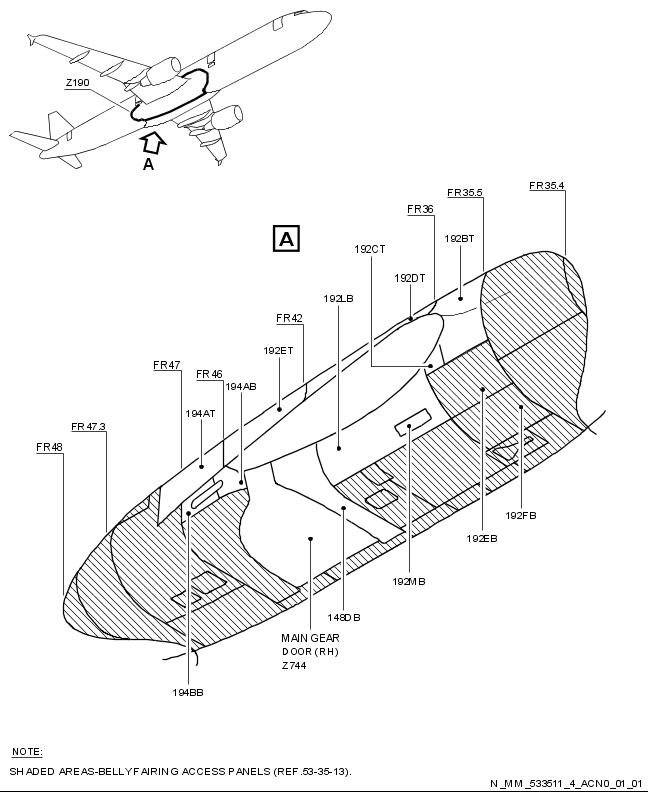 Z190
A
A
FR35.4
FR35.5
FR36
192BT
192CT
192DT
192LB
FR42
192ET
FR47
FR46
194AB
194AT
FR47.3
FR48
192FB
192EB
192MB
148DB
MAIN GEAR
DOOR (RH)
Z744
194BB
NOTE:
SHADED AREAS-BELLY FAIRING ACCESS PANELS (REF.53-35-13).
N_MM_533511_4_ACN0_01_01